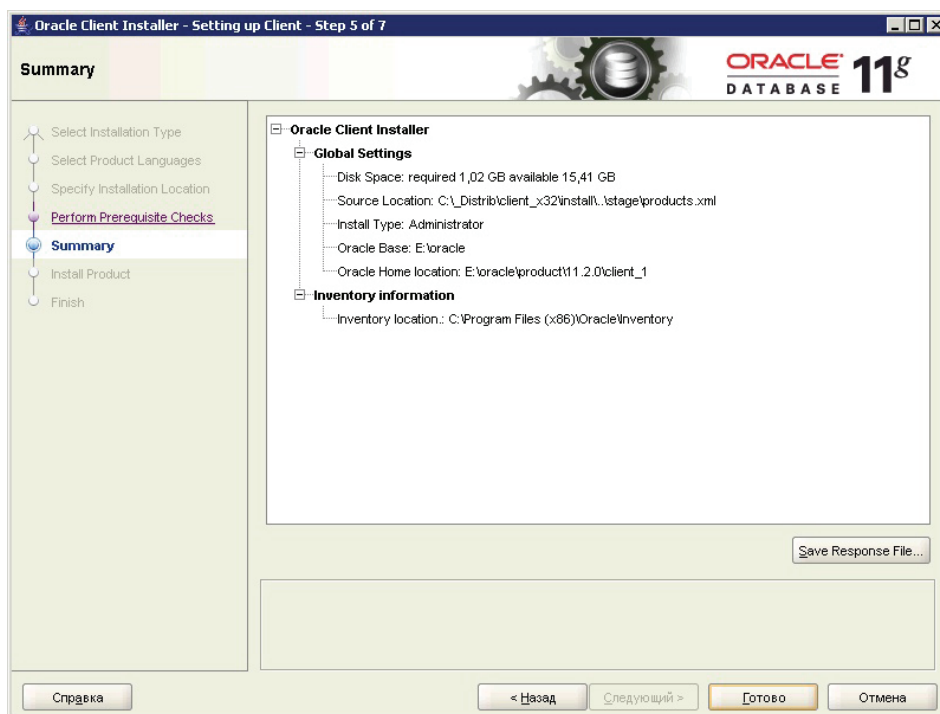 Oracle Client Installer - Setting up Client - Step 5 of 7
Summary
ORACLE
DATABASE 11g
Select Installation Type
Select Product Languages
Specify Installation Location
Perform Prerequisite Checks
Summary
Install Product
Finish
Oracle Client Installer
Global Settings
Disk Space: required 1,02 GB available 15,41 GB
Source Location: C:\_Distrib\client_x32\install\..\stage\products.xml
Install Type: Administrator
Oracle Base: E:\oracle
Oracle Home location: E:\oracle\product\11.2.0\client_1
Inventory information
Inventory location.: C:\Program Files (x86)\Oracle\Inventory
Save Response File...
Справка
< Назад
Следующий >
Готово
Отмена